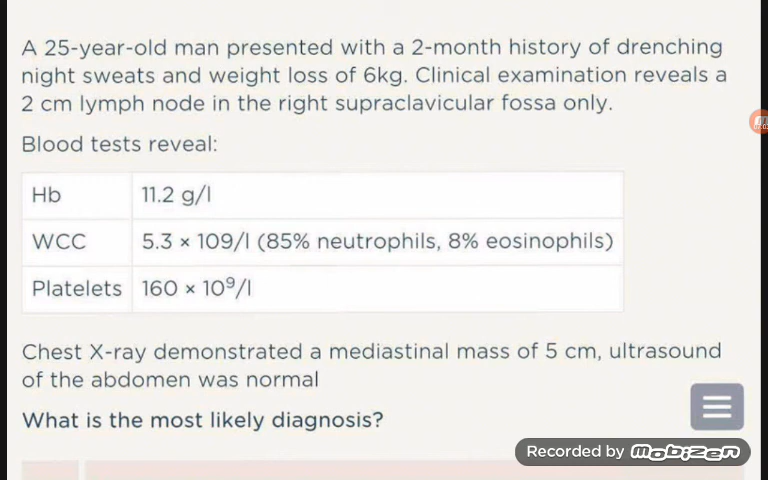 A 25-year-old man presented with a 2-month history of drenching
night sweats and weight loss of 6kg. Clinical examination reveals a
2 cm lymph node in the right supraclavicular fossa only.
Blood tests reveal:
Hb 11.2 g/l
WCC 5.3 × 109/l (85% neutrophils, 8% eosinophils)
Platelets 160 × 10⁹/l
Chest X-ray demonstrated a mediastinal mass of 5 cm, ultrasound
of the abdomen was normal
What is the most likely diagnosis?
Recorded by mobizen